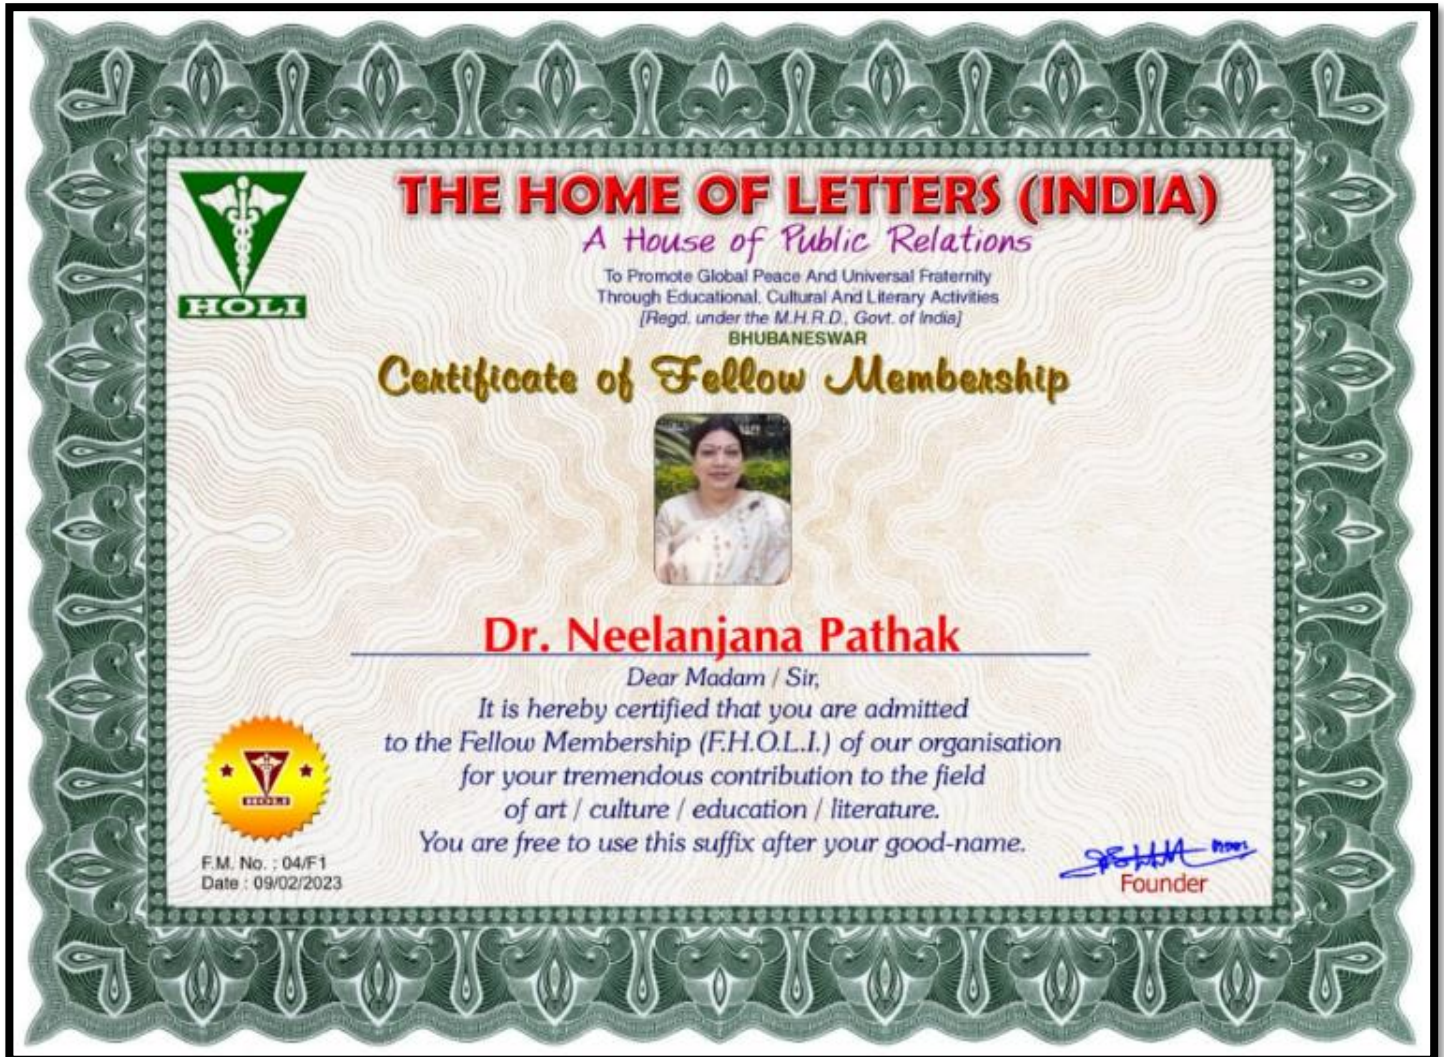 HOLI
THE HOME OF LETTERS (INDIA)
A House of Public Relations
To Promote Global Peace And Universal Fraternity
Through Educational, Cultural And Literary Activities
[Regd. under the M.H.R.D., Govt. of India]
BHUBANESWAR
Certificate of Fellow Membership
Dr. Neelanjana Pathak
Dear Madam / Sir,
It is hereby certified that you are admitted
to the Fellow Membership (F.H.O.L.I.) of our organisation
for your tremendous contribution to the field
of art / culture / education / literature.
You are free to use this suffix after your good-name.
HOLI
F.M. No. : 04/F1
Date : 09/02/2023
Founder